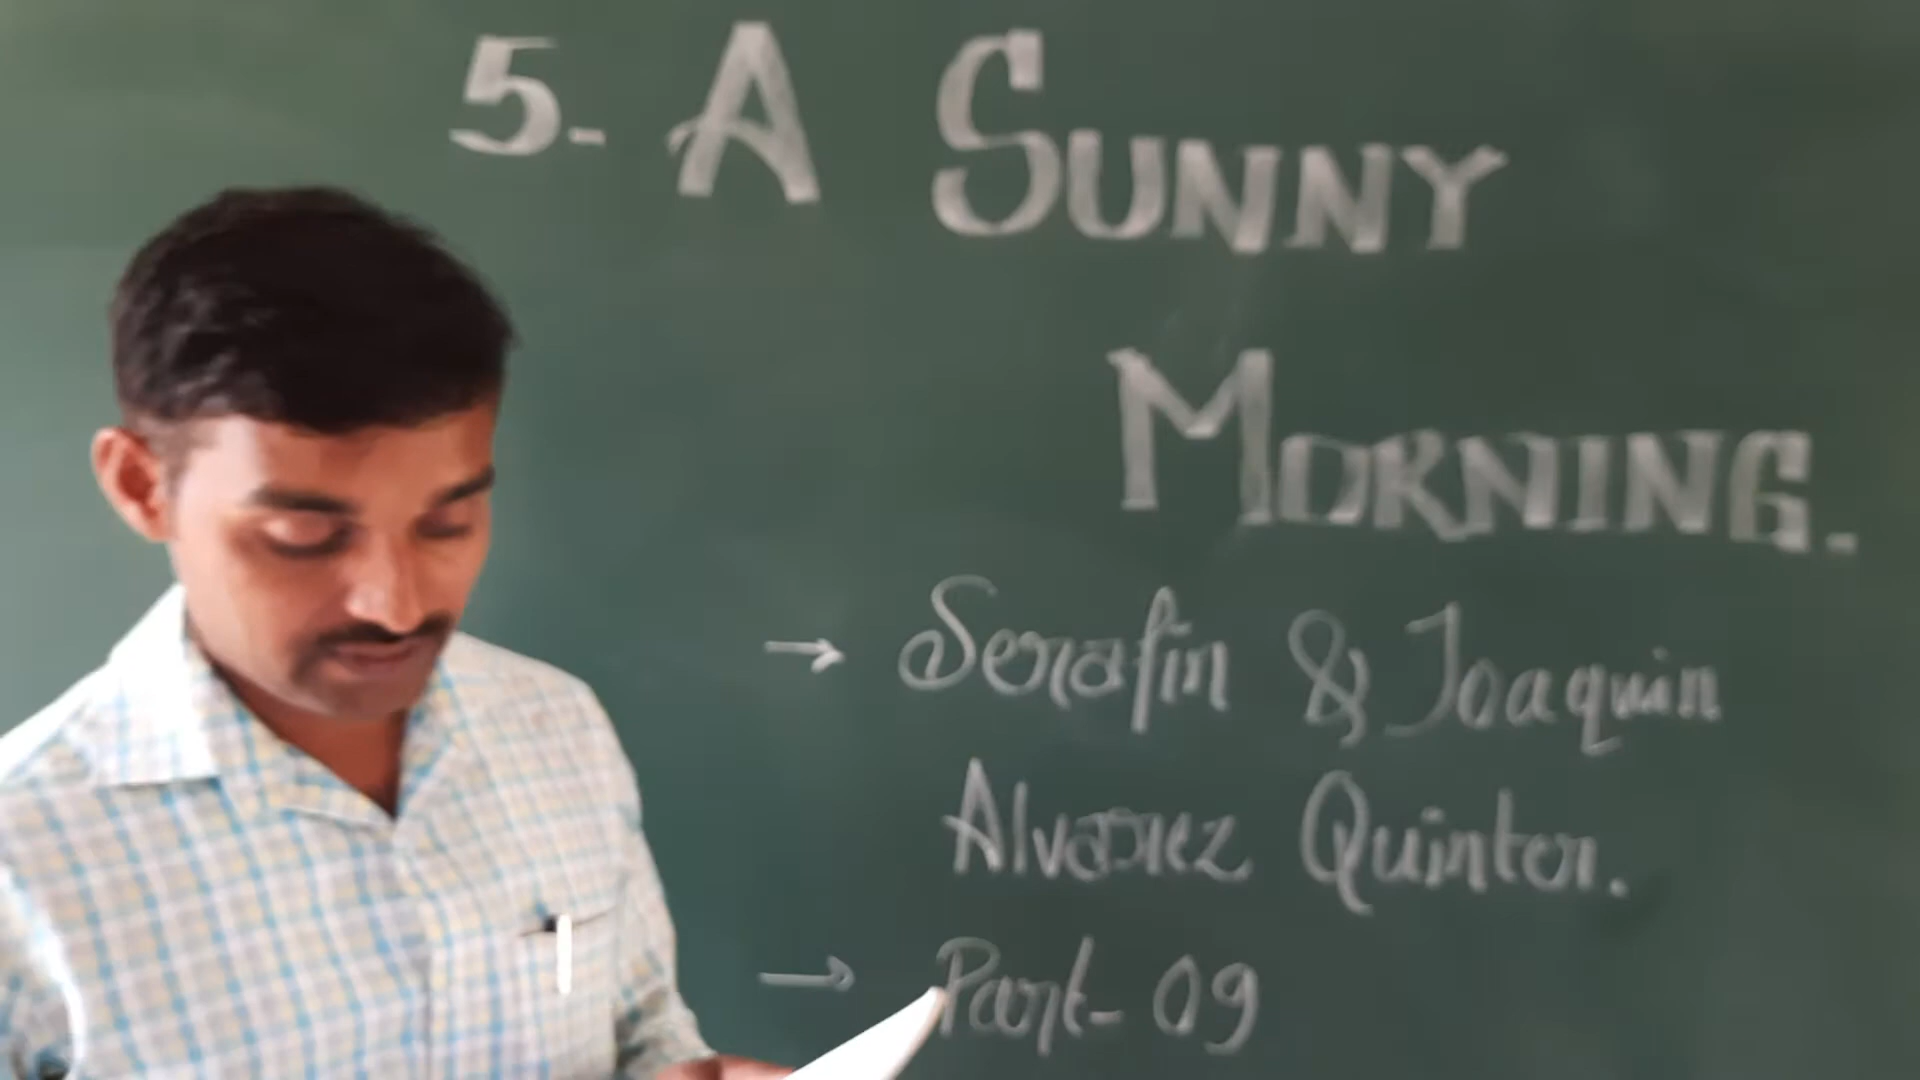 5- A SUNNY
MORNING.
→ Serafin & Joaquin
Alvarez Quinter.
→ Part-09